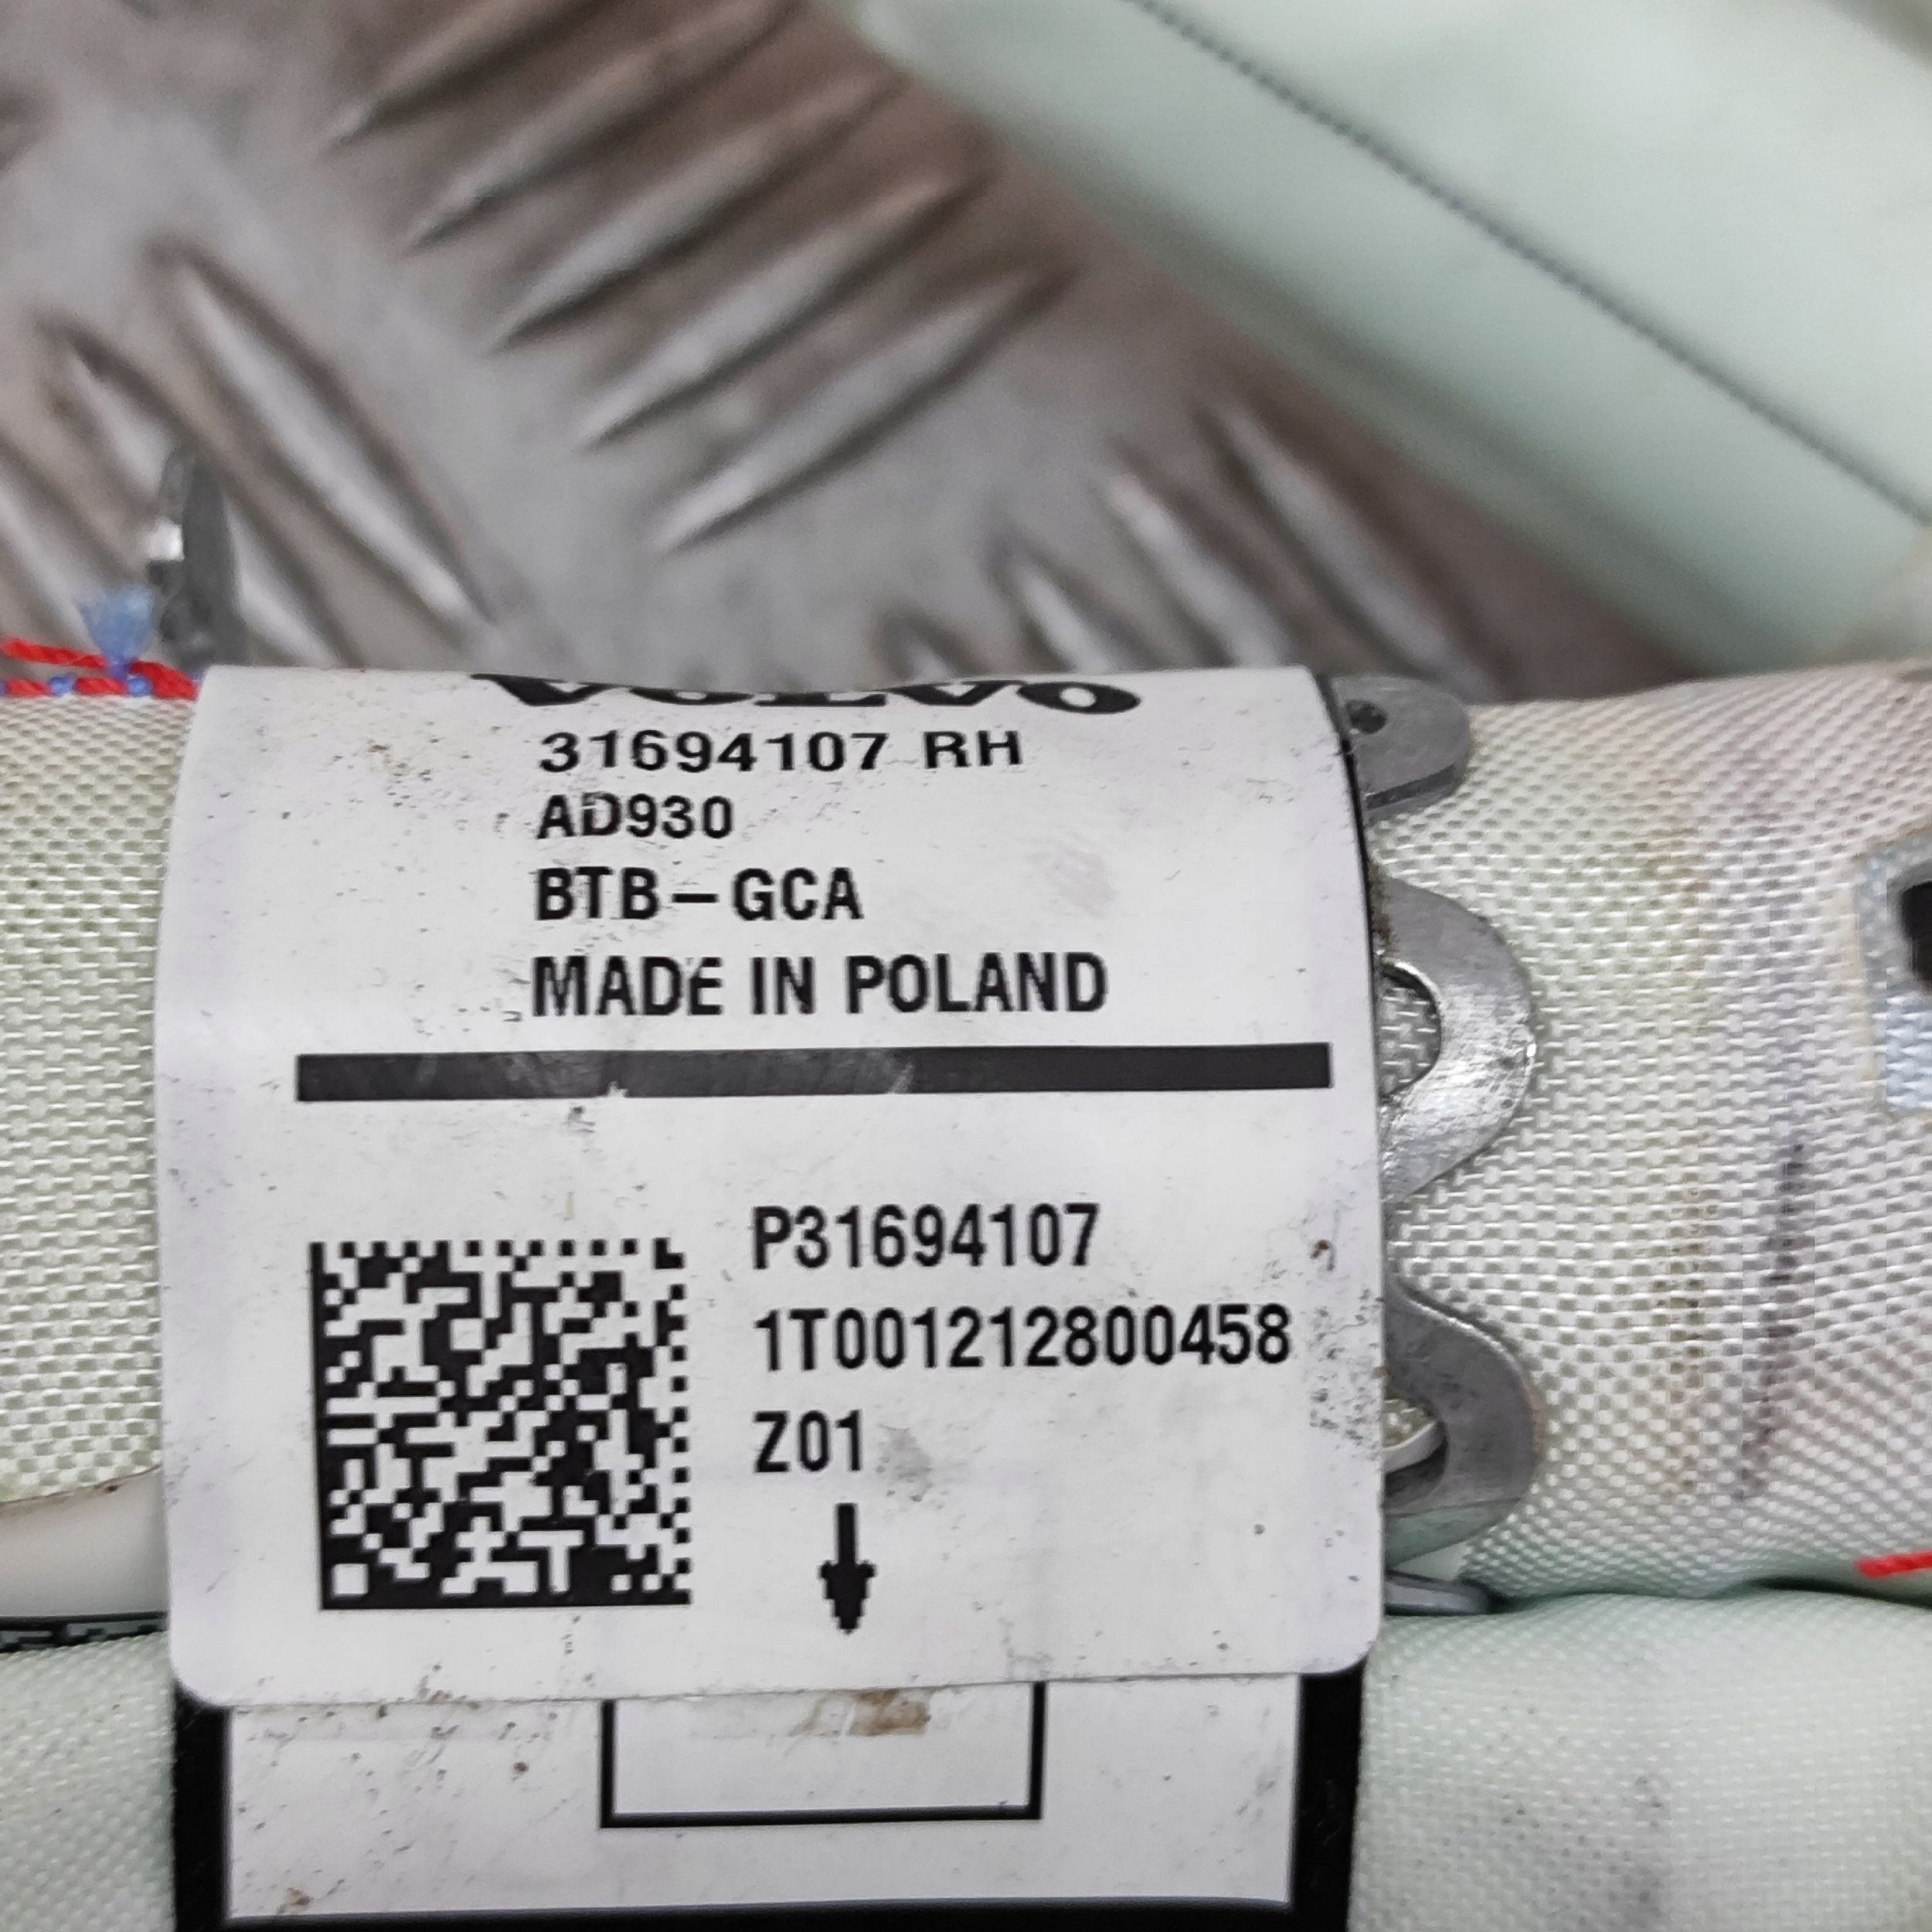 VOLVO
31694107 RH
AD930
BTB-GCA
MADE IN POLAND
P31694107
1T001212800458
Z01